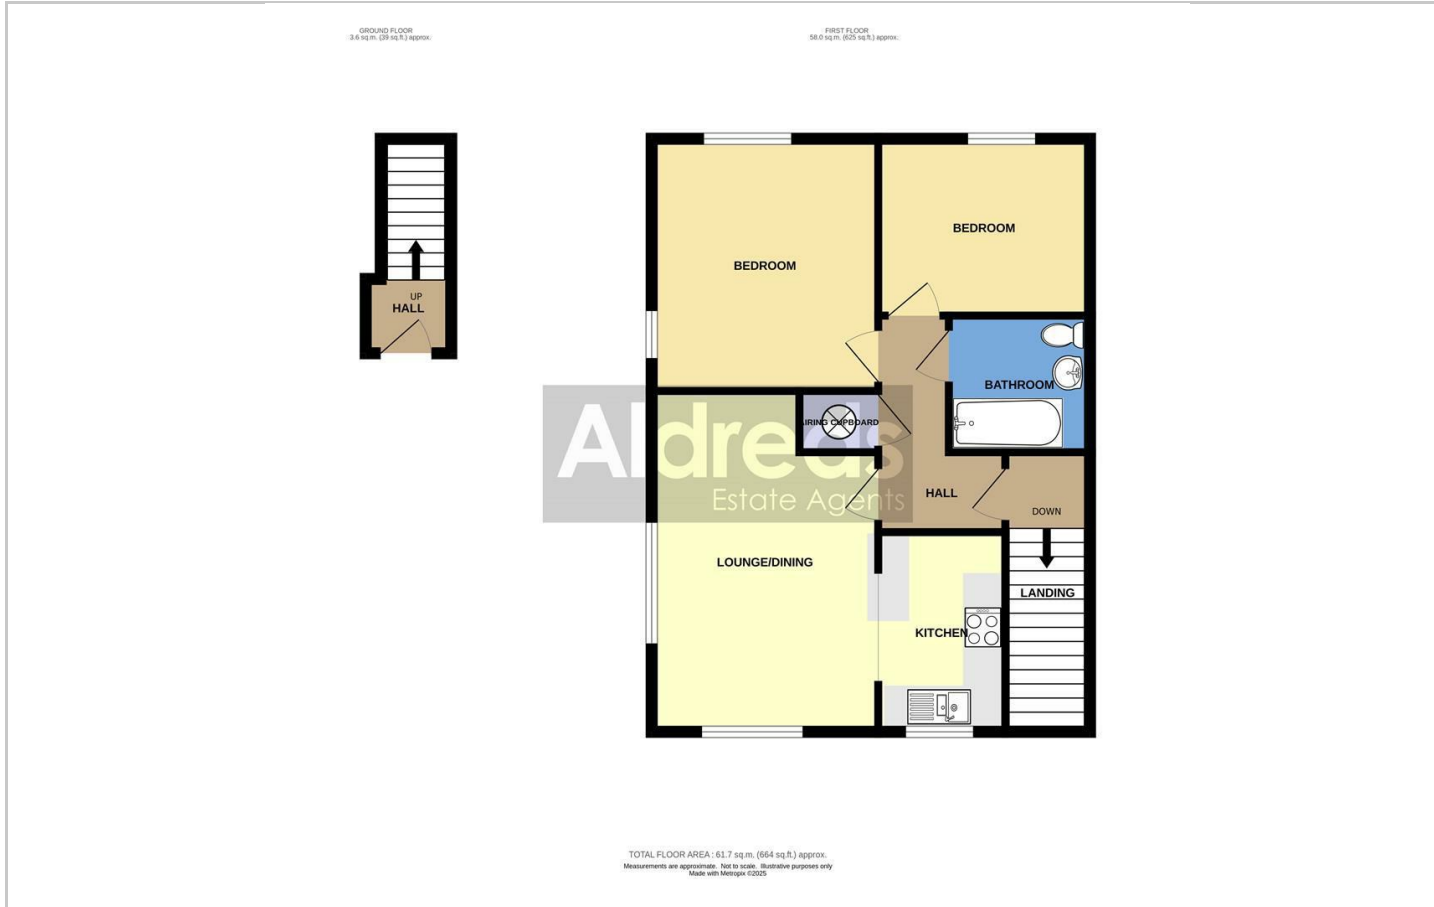 GROUND FLOOR
3.6 sq.m. (39 sq.ft.) approx.
FIRST FLOOR
58.0 sq.m. (625 sq.ft.) approx.
BEDROOM
BEDROOM
UP
HALL
BATHROOM
AIRING CUPBOARD
Aldreds
Estate Agents
HALL
DOWN
LOUNGE/DINING
LANDING
KITCHEN
TOTAL FLOOR AREA : 61.7 sq.m. (664 sq.ft.) approx.
Measurements are approximate. Not to scale. Illustrative purposes only
Made with Metropix ©2025